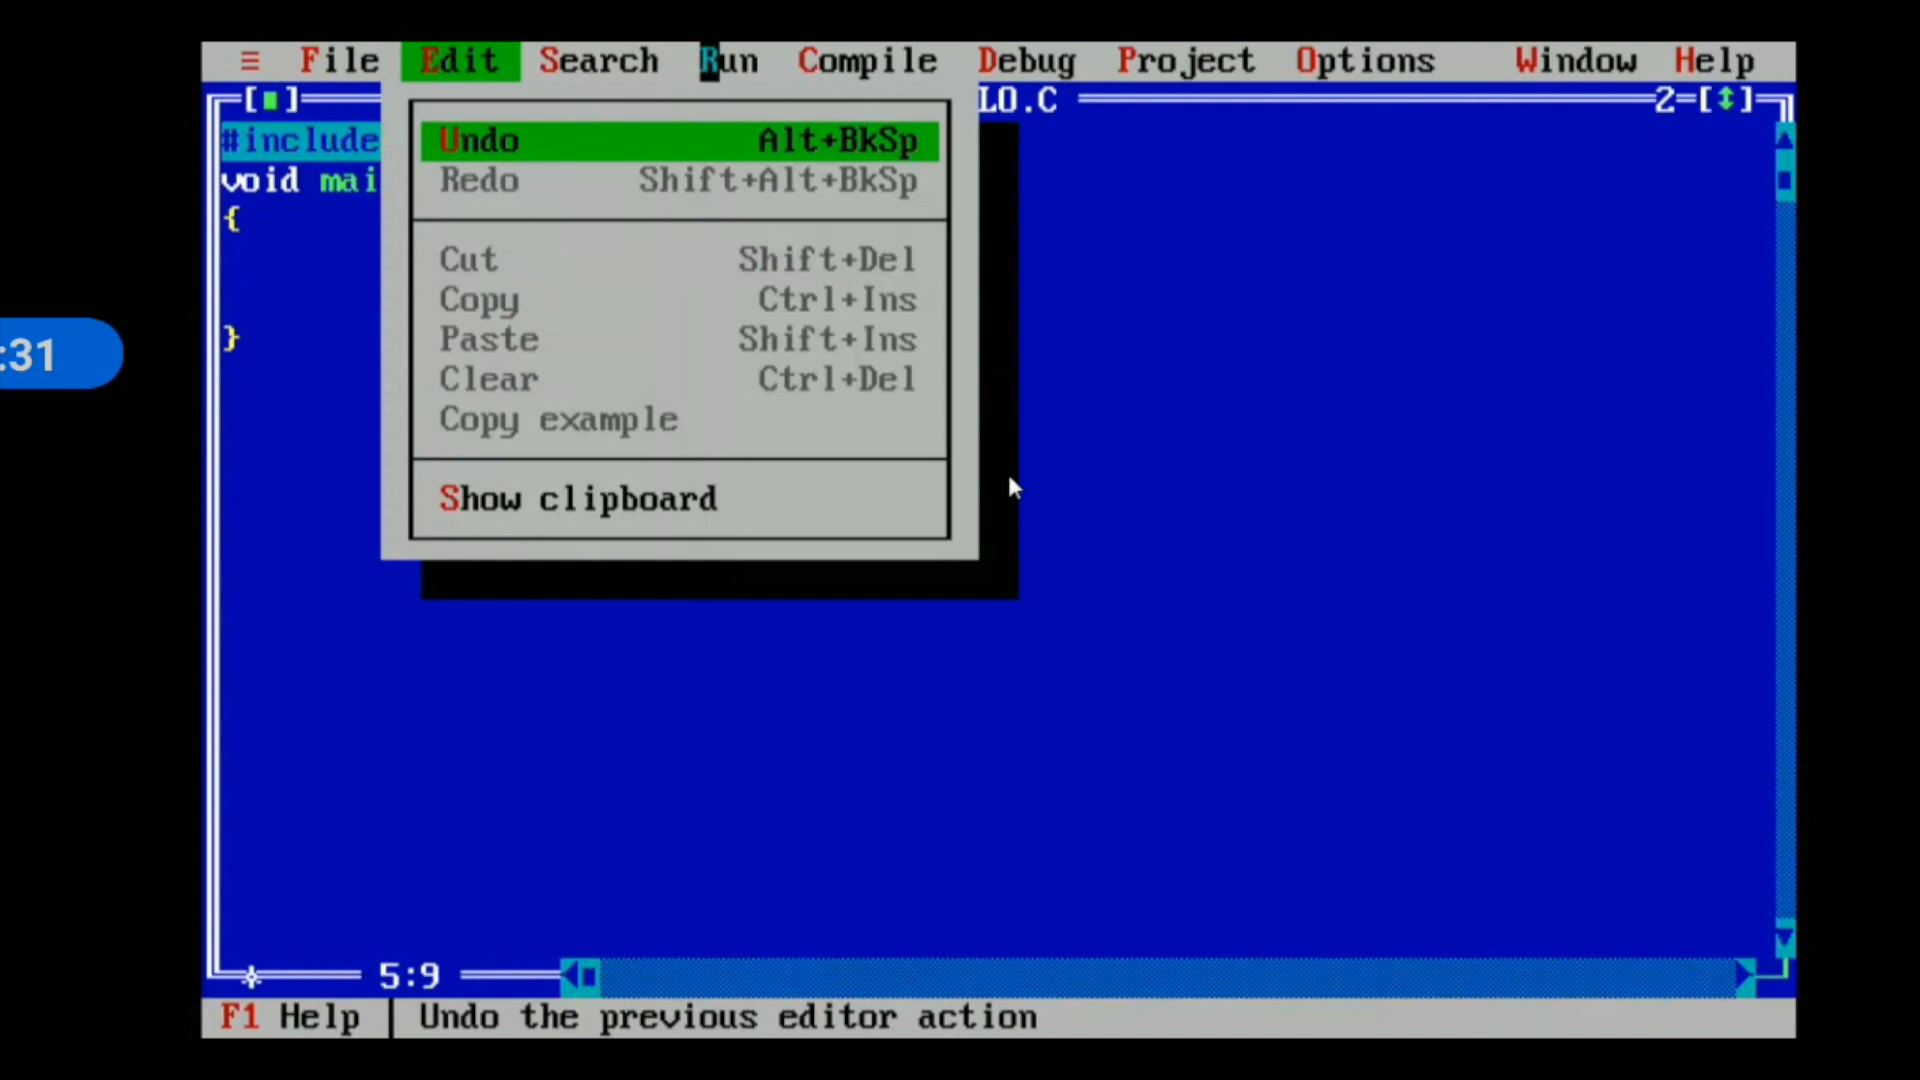 ≡ File Edit Search Run Compile Debug Project Options Window Help
[■] LO.C 2=[↕]
#include
void mai
{
}
Undo Alt+BkSp
Redo Shift+Alt+BkSp
Cut Shift+Del
Copy Ctrl+Ins
Paste Shift+Ins
Clear Ctrl+Del
Copy example
Show clipboard
:31
5:9
F1 Help | Undo the previous editor action